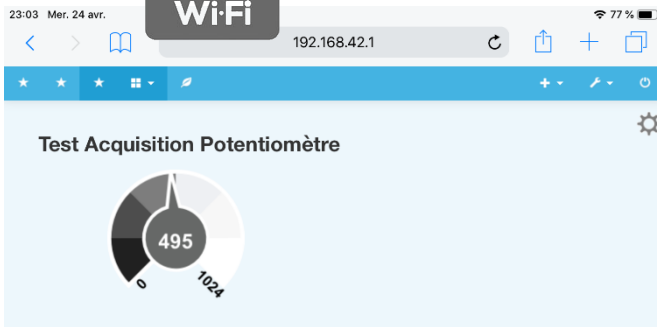 23:03 Mer. 24 avr.
Wi-Fi
77 %
192.168.42.1
Test Acquisition Potentiomètre
495
0
1024